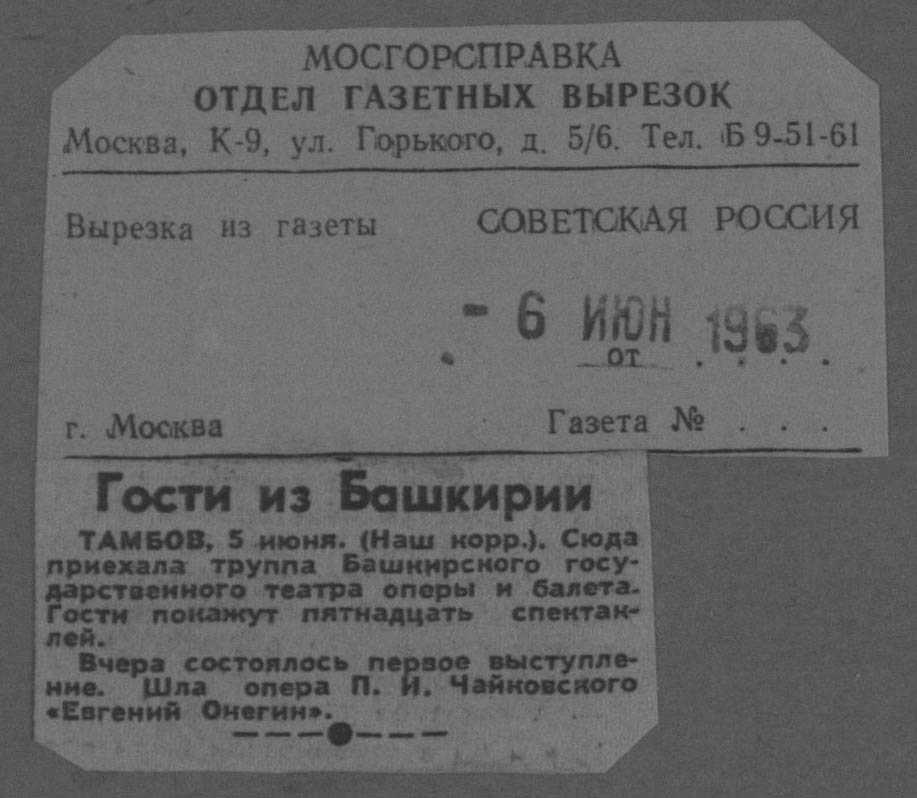 МОСГОРСПРАВКА
ОТДЕЛ ГАЗЕТНЫХ ВЫРЕЗОК
Москва, К-9, ул. Горького, д. 5/6. Тел. Б 9-51-61
Вырезка из газеты СОВЕТСКАЯ РОССИЯ
- 6 ИЮН 1963
. от . . . .
г. Москва Газета № . . .
Гости из Башкирии
ТАМБОВ, 5 июня. (Наш корр.). Сюда
приехала труппа Башкирского госу-
дарственного театра оперы и балета.
Гости покажут пятнадцать спектак-
лей.
Вчера состоялось первое выступле-
ние. Шла опера П. И. Чайковского
«Евгений Онегин».